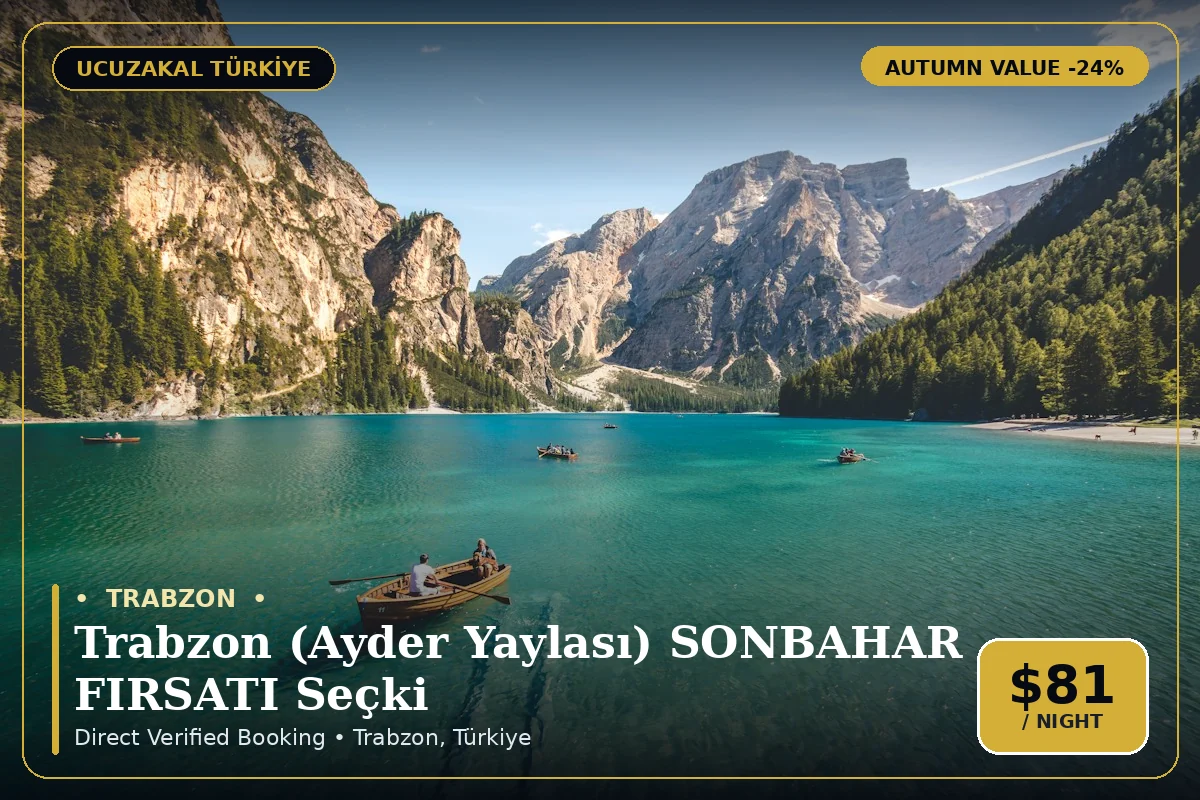 UCUZAKAL TÜRKİYE
AUTUMN VALUE -24%
• TRABZON •
Trabzon (Ayder Yaylası) SONBAHAR
FIRSATI Seçki
Direct Verified Booking • Trabzon, Türkiye
$81
/ NIGHT